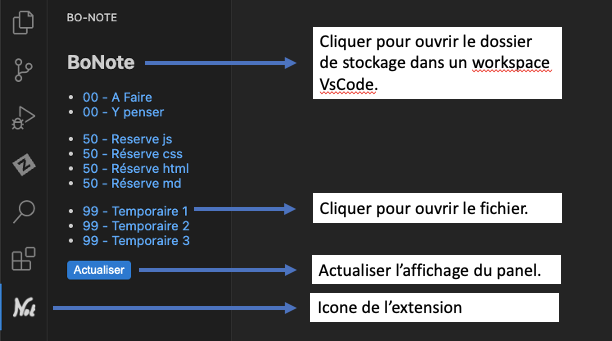 BO-NOTE
BoNote
Cliquer pour ouvrir le dossier
de stockage dans un workspace
VsCode.
00 - A Faire
00 - Y penser
50 - Reserve js
50 - Réserve css
50 - Réserve html
50 - Réserve md
99 - Temporaire 1
Cliquer pour ouvrir le fichier.
99 - Temporaire 2
99 - Temporaire 3
Actualiser
Actualiser l’affichage du panel.
Not
Icone de l’extension